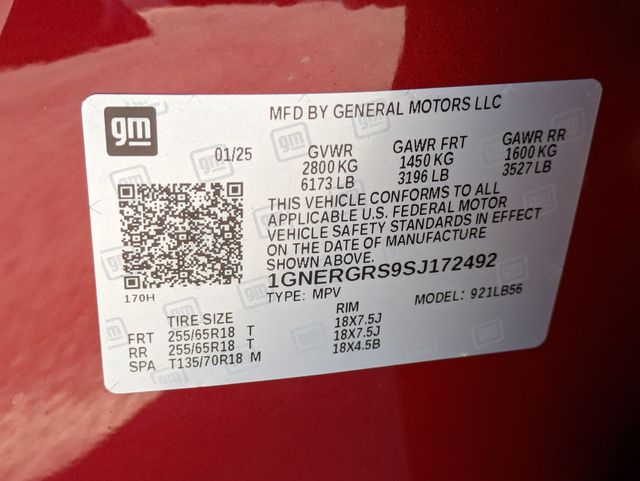 gm
MFD BY GENERAL MOTORS LLC
01/25 GVWR GAWR FRT GAWR RR
2800 KG 1450 KG 1600 KG
6173 LB 3196 LB 3527 LB
THIS VEHICLE CONFORMS TO ALL
APPLICABLE U.S. FEDERAL MOTOR
VEHICLE SAFETY STANDARDS IN EFFECT
ON THE DATE OF MANUFACTURE
SHOWN ABOVE.
1GNERGRS9SJ172492
170H
TYPE: MPV MODEL: 921LB56
TIRE SIZE RIM
FRT 255/65R18 T 18X7.5J
RR 255/65R18 T 18X7.5J
SPA T135/70R18 M 18X4.5B